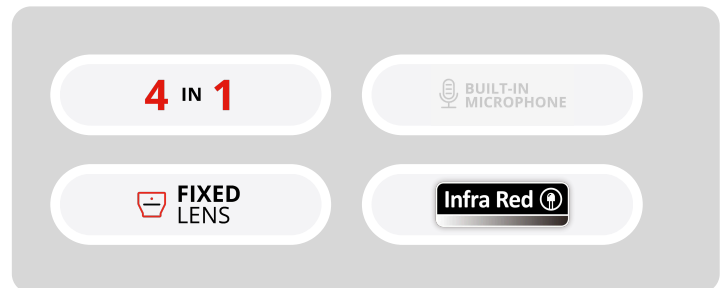 4 IN 1
BUILT-IN
MICROPHONE
FIXED
LENS
Infra Red